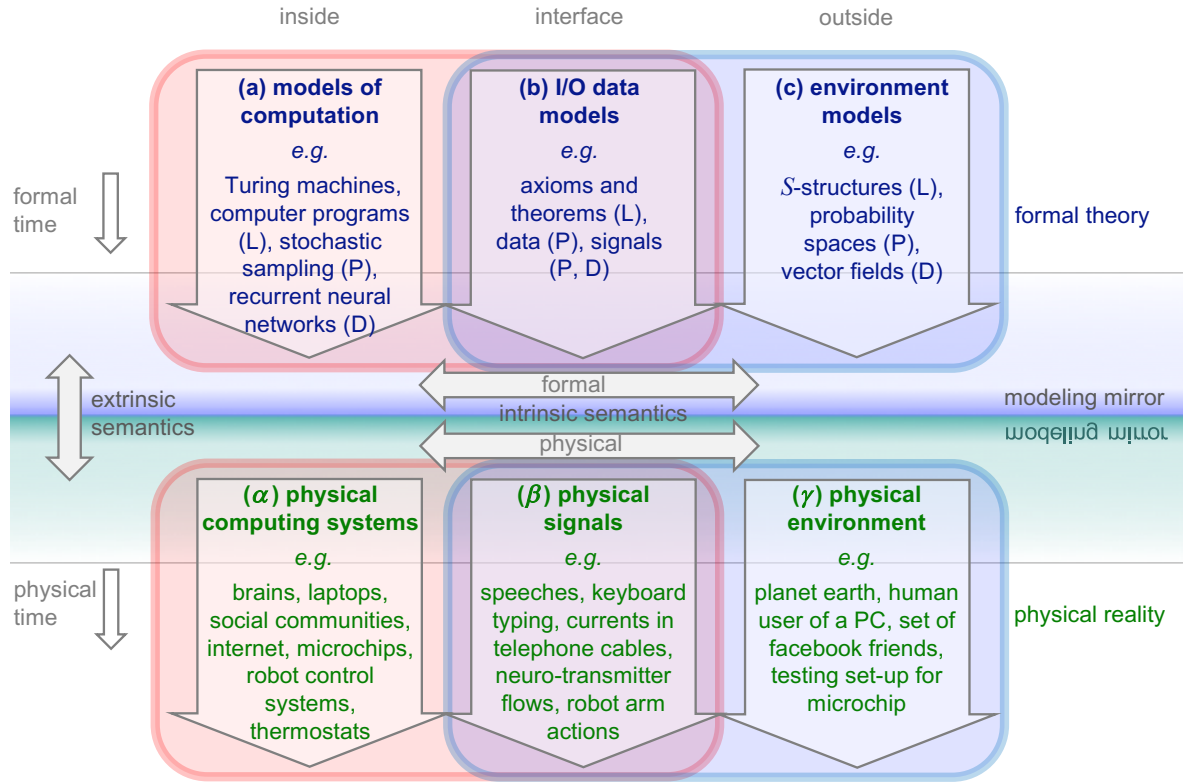 inside
interface
outside
(a) models of
computation
e.g.
Turing machines,
computer programs
(L), stochastic
sampling (P),
recurrent neural
networks (D)
(b) I/O data
models
e.g.
axioms and
theorems (L),
data (P), signals
(P, D)
(c) environment
models
e.g.
S-structures (L),
probability
spaces (P),
vector fields (D)
formal
time
formal theory
formal
intrinsic semantics
physical
extrinsic
semantics
modeling mirror
modeling mirror
(α) physical
computing systems
e.g.
brains, laptops,
social communities,
internet, microchips,
robot control
systems,
thermostats
(β) physical
signals
e.g.
speeches, keyboard
typing, currents in
telephone cables,
neuro-transmitter
flows, robot arm
actions
(γ) physical
environment
e.g.
planet earth, human
user of a PC, set of
facebook friends,
testing set-up for
microchip
physical
time
physical reality